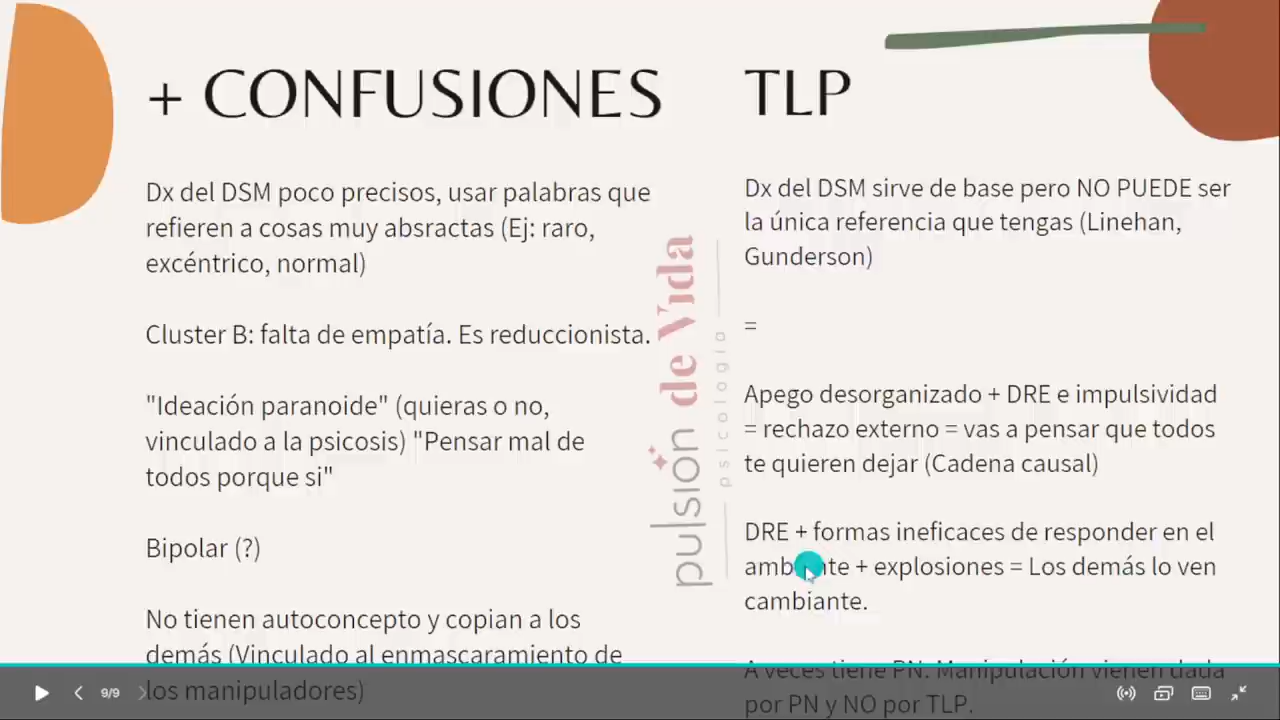 + CONFUSIONES
Dx del DSM poco precisos, usar palabras que
refieren a cosas muy absractas (Ej: raro,
excéntrico, normal)
Cluster B: falta de empatía. Es reduccionista.
"Ideación paranoide" (quieras o no,
vinculado a la psicosis) "Pensar mal de
todos porque si"
Bipolar (?)
No tienen autoconcepto y copian a los
demás (Vinculado al enmascaramiento de
los manipuladores)
TLP
Dx del DSM sirve de base pero NO PUEDE ser
la única referencia que tengas (Linehan,
Gunderson)
=
Apego desorganizado + DRE e impulsividad
= rechazo externo = vas a pensar que todos
te quieren dejar (Cadena causal)
DRE + formas ineficaces de responder en el
ambiente + explosiones = Los demás lo ven
cambiante.
A veces tiene PN. Manipulación vienen dada
por PN y NO por TLP.
pulsión de Vida
psicología
9/9